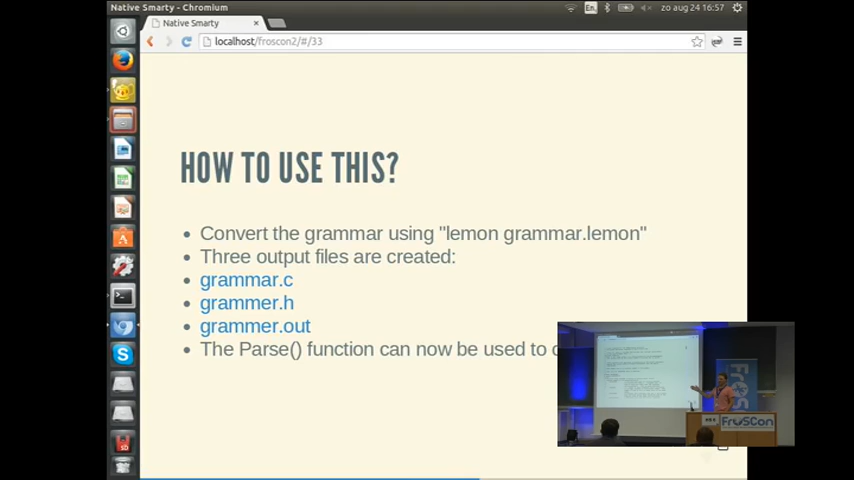 Native Smarty - Chromium
En
zo aug 24 16:57
Native Smarty
localhost/froscon2/#/33
HOW TO USE THIS?
Convert the grammar using "lemon grammar.lemon"
Three output files are created:
grammar.c
grammer.h
grammer.out
The Parse() function can now be used to
FrOSCon